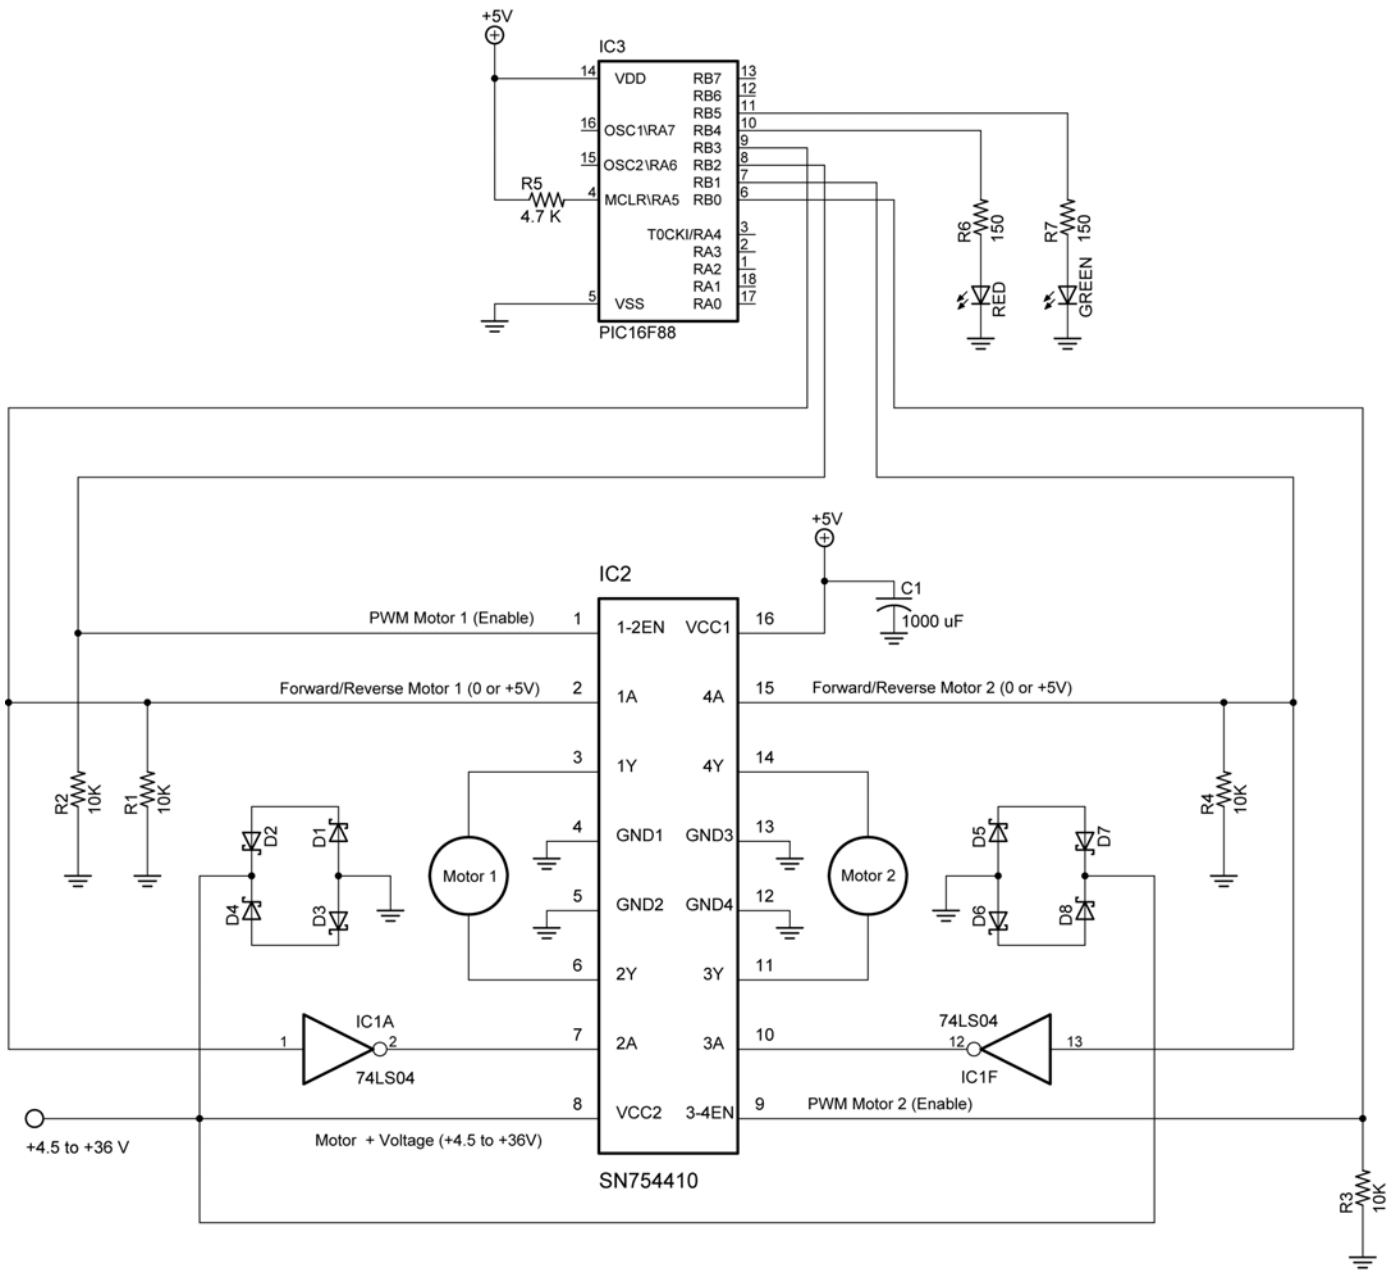 +5V
IC3
14 VDD RB7 13
RB6 12
RB5 11
16 OSC1\RA7 RB4 10
RB3 9
15 OSC2\RA6 RB2 8
RB1 7
R5
4.7 K
4 MCLR\RA5 RB0 6
T0CKI/RA4 3
RA3 2
RA2 1
RA1 18
5 VSS RA0 17
PIC16F88
R6
150
RED
R7
150
GREEN
+5V
C1
1000 uF
IC2
PWM Motor 1 (Enable) 1 1-2EN VCC1 16
Forward/Reverse Motor 1 (0 or +5V) 2 1A 4A 15 Forward/Reverse Motor 2 (0 or +5V)
3 1Y 4Y 14
R2
10K
R1
10K
R4
10K
D2
D1
4 GND1 GND3 13
D5
D7
Motor 1
Motor 2
D4
D3
5 GND2 GND4 12
D6
D8
6 2Y 3Y 11
IC1A
1 2
74LS04
7 2A 3A 10
74LS04
12 13
IC1F
8 VCC2 3-4EN 9 PWM Motor 2 (Enable)
+4.5 to +36 V
Motor + Voltage (+4.5 to +36V)
SN754410
R3
10K